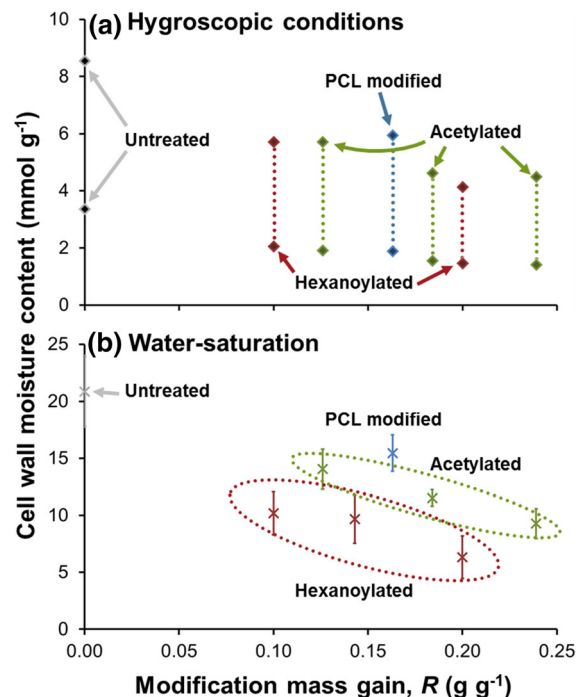 (a) Hygroscopic conditions
10
8
6
4
2
0
PCL modified
Untreated
Acetylated
Hexanoylated
Cell wall moisture content (mmol g-1)
(b) Water-saturation
25
20
15
10
5
0
Untreated
PCL modified
Acetylated
Hexanoylated
0.00 0.05 0.10 0.15 0.20 0.25
Modification mass gain, R (g g-1)